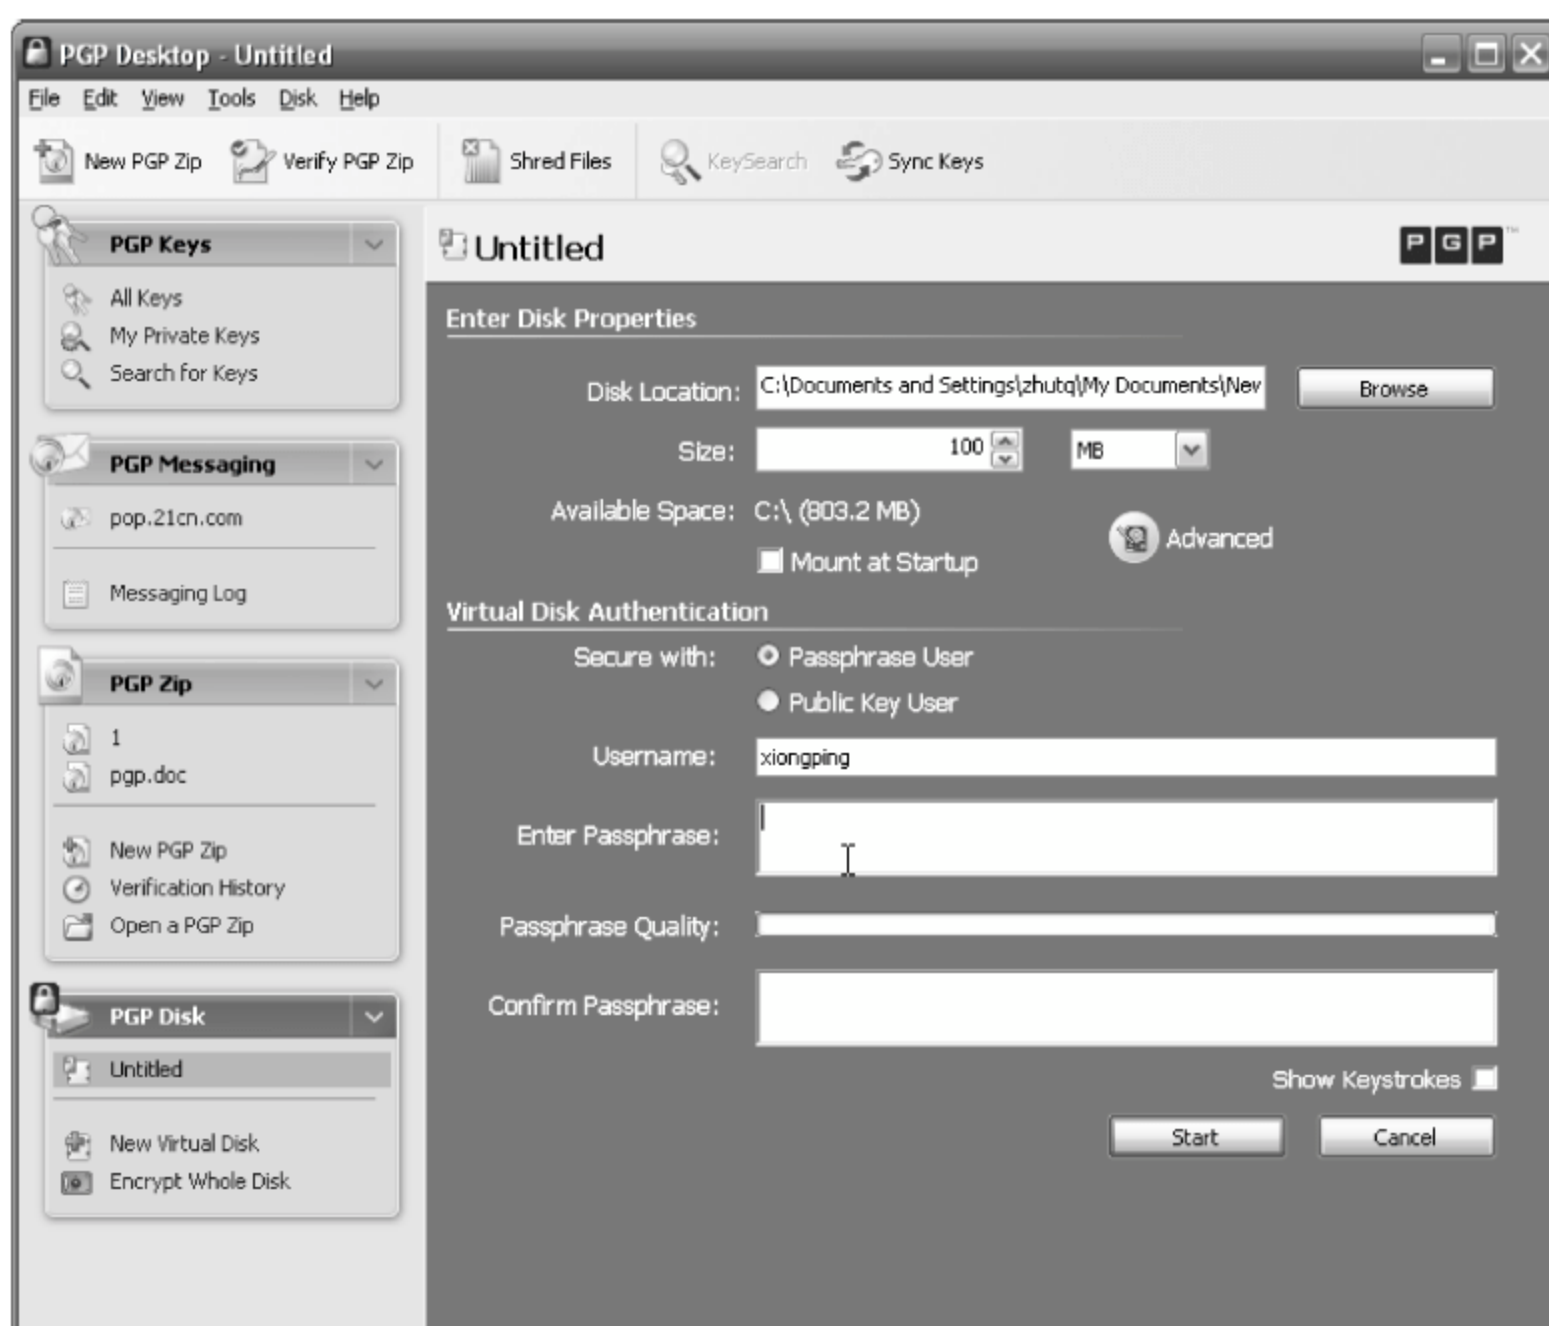 PGP Desktop - Untitled
File Edit View Tools Disk Help
New PGP Zip Verify PGP Zip Shred Files KeySearch Sync Keys
PGP Keys
All Keys
My Private Keys
Search for Keys
PGP Messaging
pop.21cn.com
Messaging Log
PGP Zip
1
pgp.doc
New PGP Zip
Verification History
Open a PGP Zip
PGP Disk
Untitled
New Virtual Disk
Encrypt Whole Disk
Untitled
PGP™
Enter Disk Properties
Disk Location: C:\Documents and Settings\zhutq\My Documents\Nev Browse
Size: 100 MB
Available Space: C:\ (803.2 MB)
Advanced
Mount at Startup
Virtual Disk Authentication
Secure with: Passphrase User
Public Key User
Username: xiongping
Enter Passphrase:
Passphrase Quality:
Confirm Passphrase:
Show Keystrokes
Start Cancel